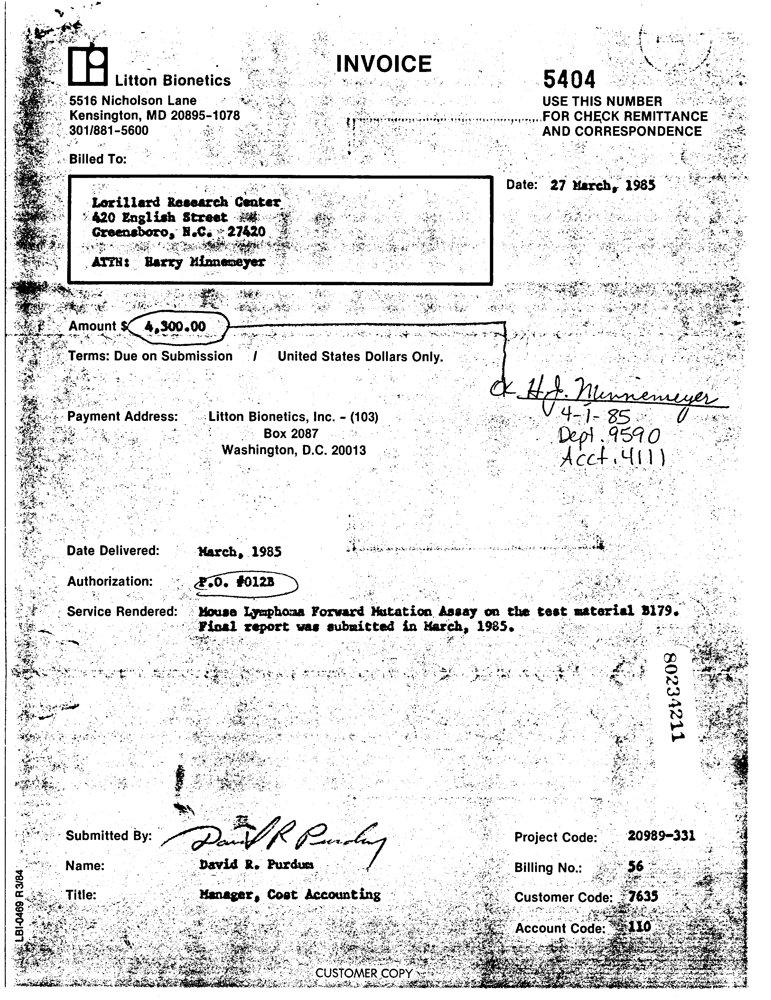 INVOICE
Litton Bionetics
5516 Nicholson Lane
Kensington, MD 20895-1078
301/881-5600
5404
USE THIS NUMBER
FOR CHECK REMITTANCE
AND CORRESPONDENCE
Billed To:
Date: 27 March, 1985
Lorillard Research Center
420 English Street
Greensboro, N.C. 27420
ATTN: Harry Minnemeyer
Amount $ 4,300.00
Terms: Due on Submission / United States Dollars Only.
OK H.J. Minnemeyer
4-1-85
Dept. 9590
Acct. 4111
Payment Address: Litton Bionetics, Inc. - (103)
Box 2087
Washington, D.C. 20013
Date Delivered: March, 1985
Authorization: P.O. #012B
Service Rendered: Mouse Lymphoma Forward Mutation Assay on the test material B179.
Final report was submitted in March, 1985.
80234211
Submitted By: David R Purdum
Name: David R. Purdum
Title: Manager, Cost Accounting
Project Code: 20989-331
Billing No.: 56
Customer Code: 7635
Account Code: 110
LBI-0469 R3/84
CUSTOMER COPY